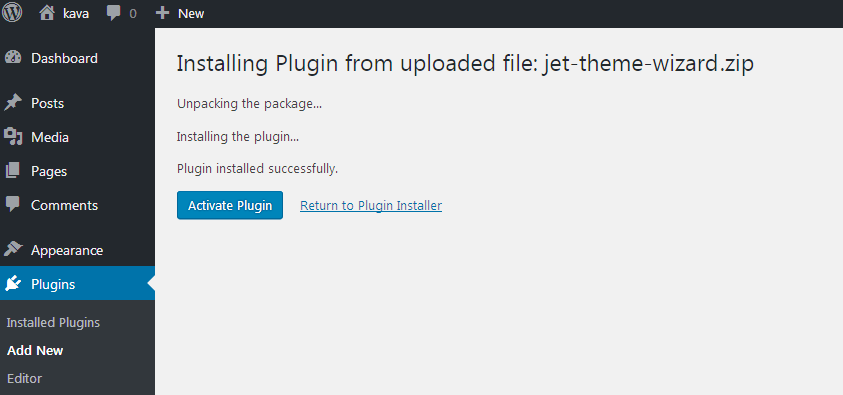 kava 0 New
Dashboard
Posts
Media
Pages
Comments
Appearance
Plugins
Installed Plugins
Add New
Editor
Installing Plugin from uploaded file: jet-theme-wizard.zip
Unpacking the package...
Installing the plugin...
Plugin installed successfully.
Activate Plugin Return to Plugin Installer